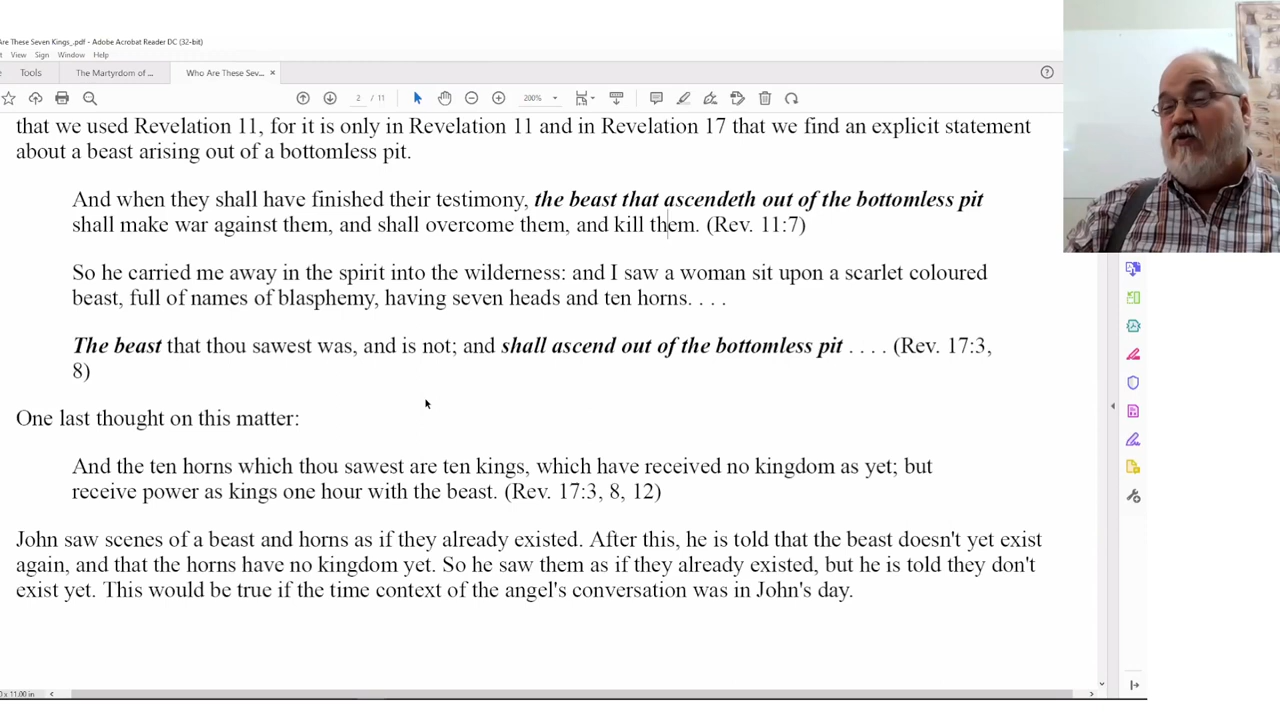 Are These Seven Kings_.pdf - Adobe Acrobat Reader DC (32-bit)
View Sign Window Help
Tools The Martyrdom of ... Who Are These Sev... ×
2 / 11 200%
that we used Revelation 11, for it is only in Revelation 11 and in Revelation 17 that we find an explicit statement
about a beast arising out of a bottomless pit.
And when they shall have finished their testimony, the beast that ascendeth out of the bottomless pit
shall make war against them, and shall overcome them, and kill them. (Rev. 11:7)
So he carried me away in the spirit into the wilderness: and I saw a woman sit upon a scarlet coloured
beast, full of names of blasphemy, having seven heads and ten horns. . . .
The beast that thou sawest was, and is not; and shall ascend out of the bottomless pit . . . . (Rev. 17:3,
8)
One last thought on this matter:
And the ten horns which thou sawest are ten kings, which have received no kingdom as yet; but
receive power as kings one hour with the beast. (Rev. 17:3, 8, 12)
John saw scenes of a beast and horns as if they already existed. After this, he is told that the beast doesn't yet exist
again, and that the horns have no kingdom yet. So he saw them as if they already existed, but he is told they don't
exist yet. This would be true if the time context of the angel's conversation was in John's day.
x 11.00 in